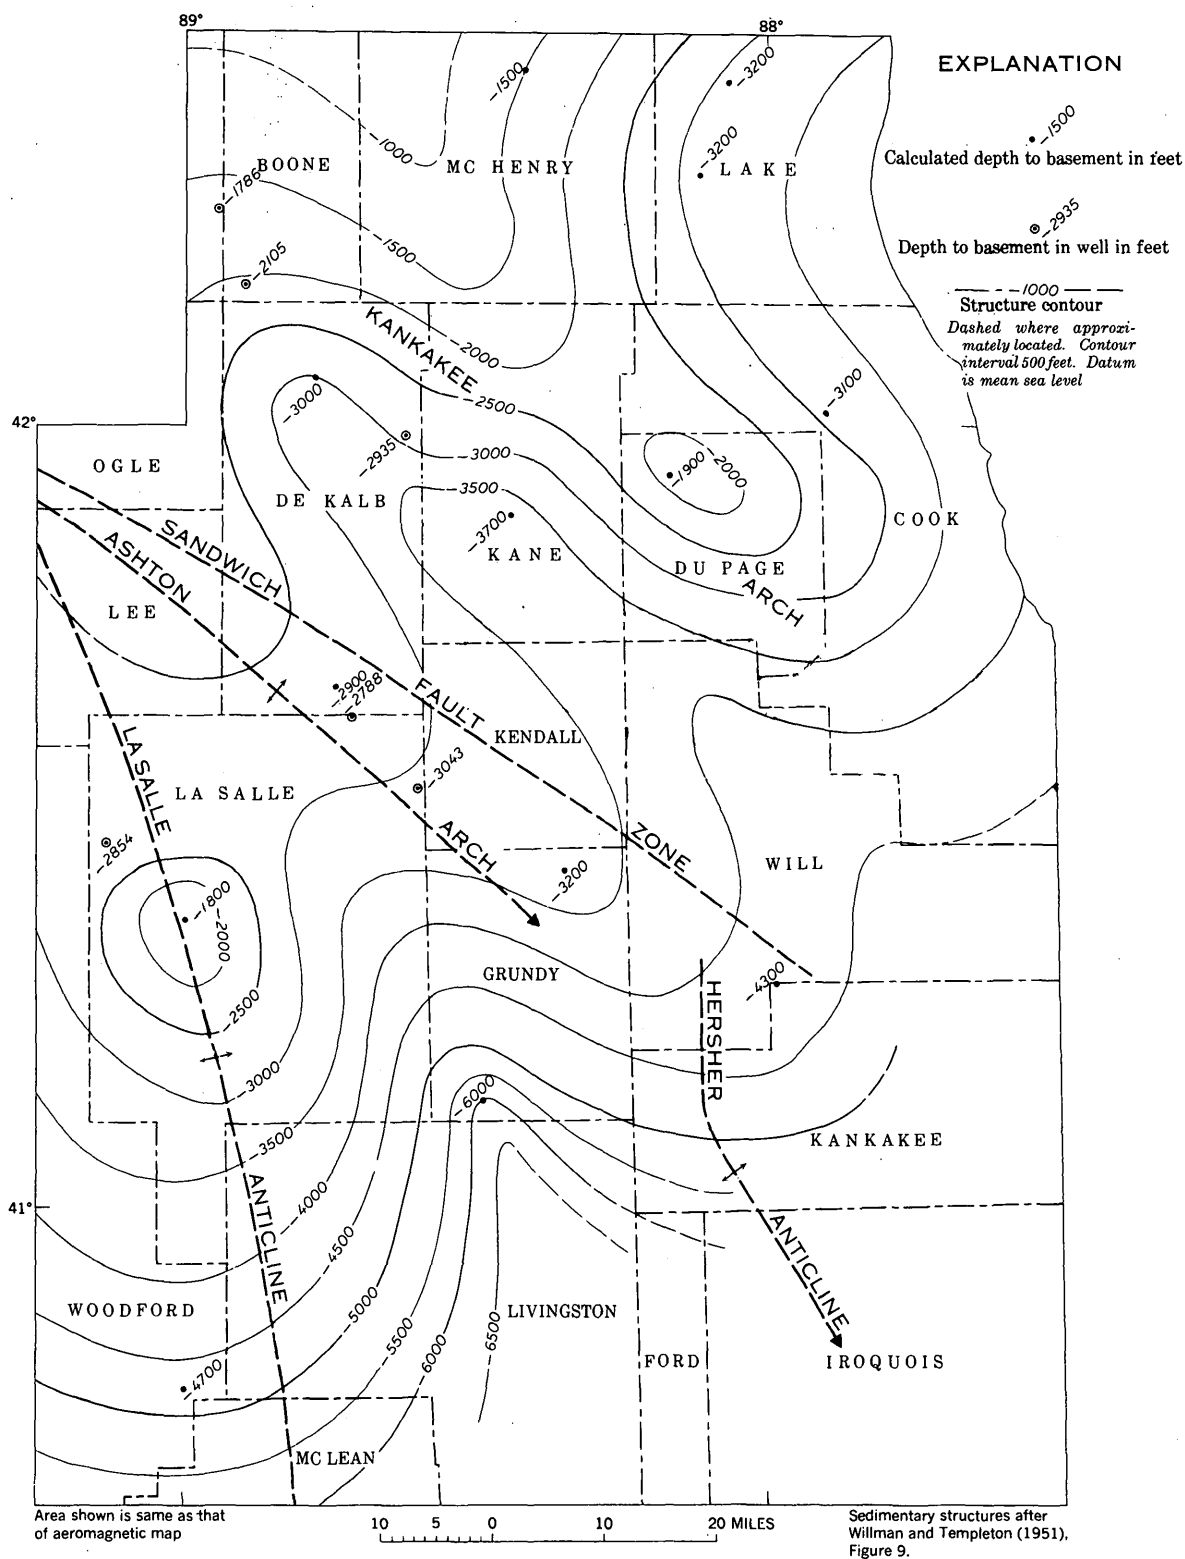 89°
88°
EXPLANATION
-1500
Calculated depth to basement in feet
-2935
Depth to basement in well in feet
1000
Structure contour
Dashed where approxi-
mately located. Contour
interval 500 feet. Datum
is mean sea level
-1500
-3200
-1000
BOONE
MC HENRY
-3200
LAKE
-1786
-1500
-2105
KANKAKEE
-2000
-3000
-2500
-3100
42°
-2935
-3000
OGLE
-1900
-2000
DE KALB
3500
-3700
KANE
COOK
SANDWICH
ASHTON
DU PAGE
ARCH
LEE
-2900
-2788
FAULT
KENDALL
LA SALLE
-3043
LA SALLE
-2854
ARCH
ZONE
WILL
-1800
-3200
-2000
GRUNDY
-4300
HERSHER
-2500
-3000
-6000
-3500
KANKAKEE
4000
41°
ANTICLINE
4500
ANTICLINE
5000
WOODFORD
LIVINGSTON
5500
6000
-6500
FORD
IROQUOIS
-4700
MC LEAN
Area shown is same as that
of aeromagnetic map
10 5 0 10 20 MILES
Sedimentary structures after
Willman and Templeton (1951),
Figure 9.